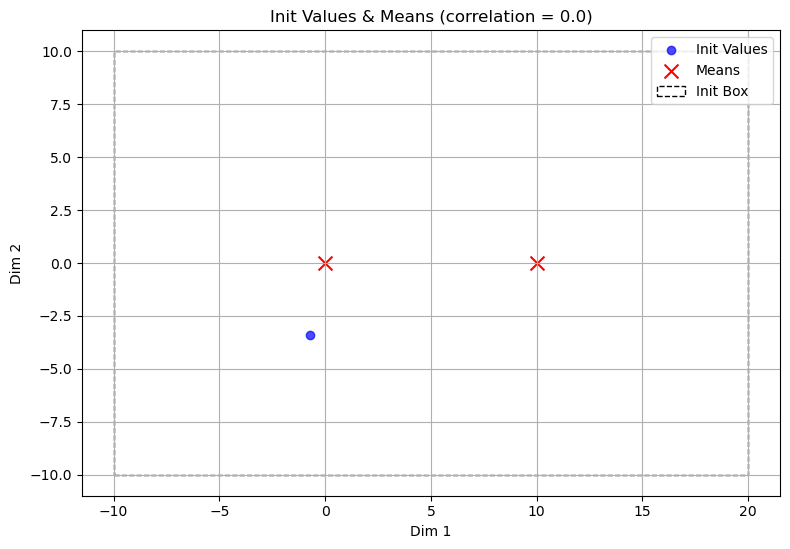 Init Values & Means (correlation = 0.0)
Init Values
Means
Init Box
10.0
7.5
5.0
2.5
0.0
−2.5
−5.0
−7.5
−10.0
Dim 2
−10
−5
0
5
10
15
20
Dim 1